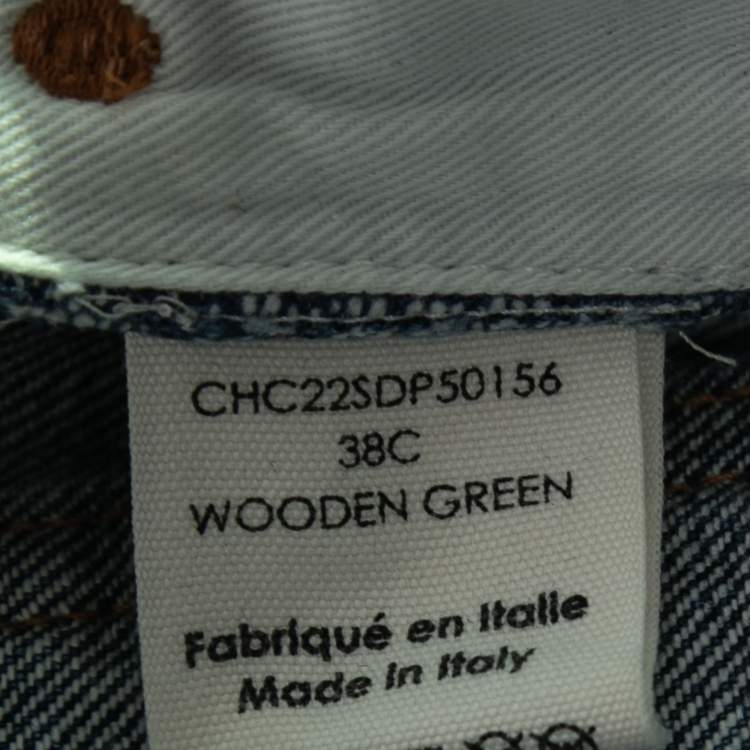 CHC22SDP50156
38C
WOODEN GREEN
Fabriqué en Italie
Made in Italy